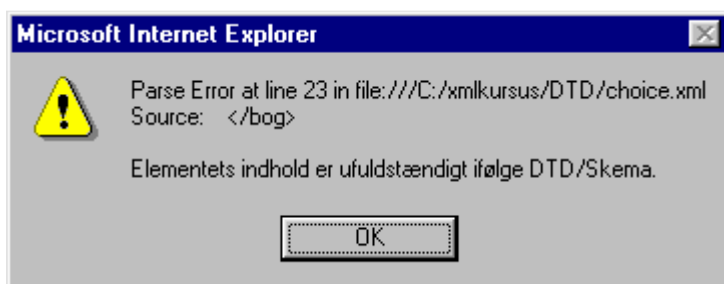 Microsoft Internet Explorer
Parse Error at line 23 in file:///C:/xmlkursus/DTD/choice.xml
Source: </bog>
Elementets indhold er ufuldstændigt ifølge DTD/Skema.
OK